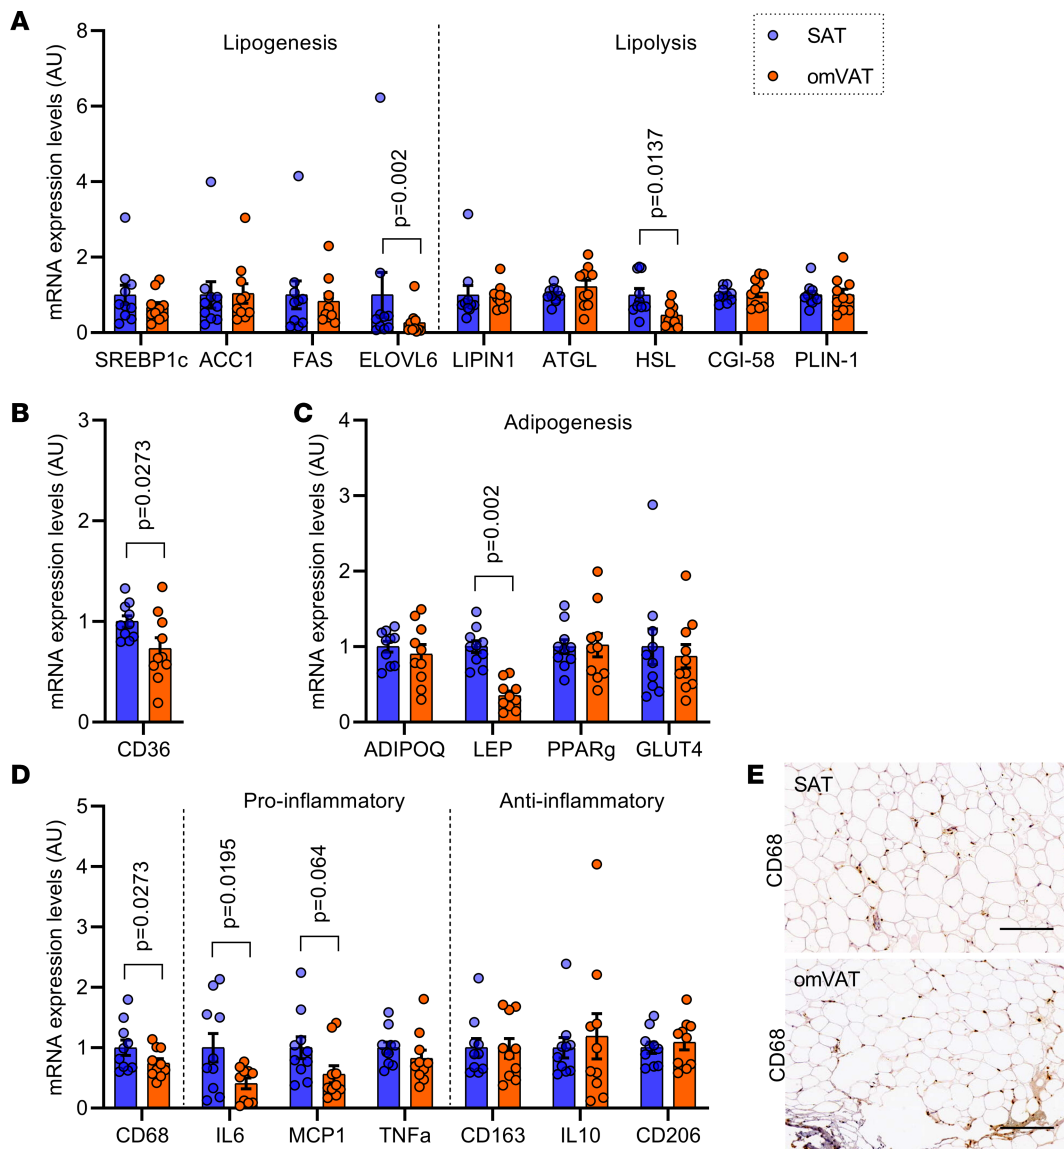 A
mRNA expression levels (AU)
8
6
4
2
0
Lipogenesis
Lipolysis
SAT
omVAT
p=0.002
p=0.0137
SREBP1c ACC1 FAS ELOVL6 LIPIN1 ATGL HSL CGI-58 PLIN-1
B
mRNA expression levels (AU)
3
2
1
0
p=0.0273
CD36
C
mRNA expression levels (AU)
4
3
2
1
0
Adipogenesis
p=0.002
ADIPOQ LEP PPARg GLUT4
D
mRNA expression levels (AU)
5
4
3
2
1
0
Pro-inflammatory
Anti-inflammatory
p=0.0273
p=0.0195
p=0.064
CD68 IL6 MCP1 TNFa CD163 IL10 CD206
E
SAT
CD68
omVAT
CD68